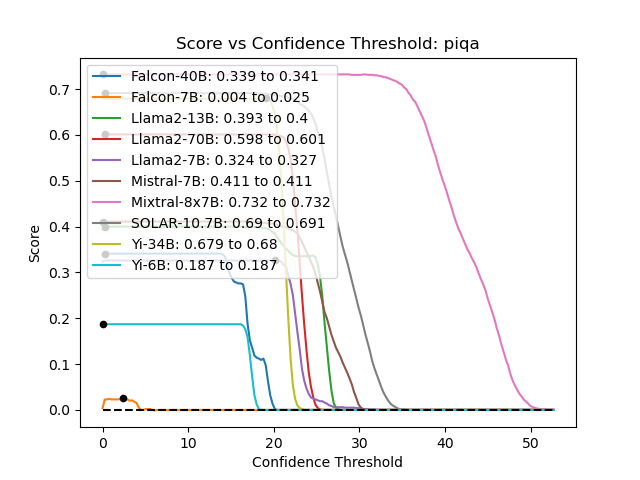 Score vs Confidence Threshold: piqa
Falcon-40B: 0.339 to 0.341
Falcon-7B: 0.004 to 0.025
Llama2-13B: 0.393 to 0.4
Llama2-70B: 0.598 to 0.601
Llama2-7B: 0.324 to 0.327
Mistral-7B: 0.411 to 0.411
Mixtral-8x7B: 0.732 to 0.732
SOLAR-10.7B: 0.69 to 0.691
Yi-34B: 0.679 to 0.68
Yi-6B: 0.187 to 0.187
Score
0.7
0.6
0.5
0.4
0.3
0.2
0.1
0.0
0 10 20 30 40 50
Confidence Threshold